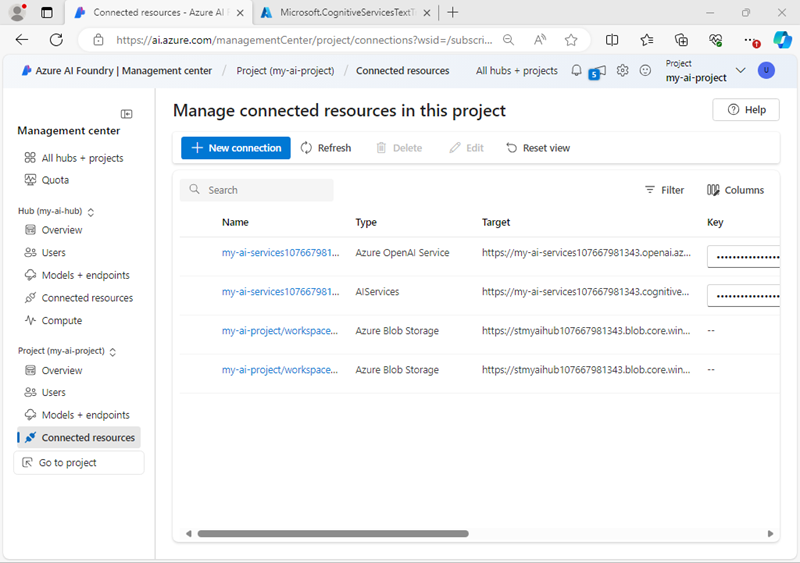 Connected resources - Azure AI F
Microsoft.CognitiveServicesTextT
https://ai.azure.com/managementCenter/project/connections?wsid=/subscri...
Azure AI Foundry | Management center / Project (my-ai-project) / Connected resources
All hubs + projects
5
Project
my-ai-project
U
Management center
All hubs + projects
Quota
Hub (my-ai-hub)
Overview
Users
Models + endpoints
Connected resources
Compute
Project (my-ai-project)
Overview
Users
Models + endpoints
Connected resources
Go to project
Manage connected resources in this project
Help
New connection
Refresh
Delete
Edit
Reset view
Search
Filter
Columns
Name Type Target Key
my-ai-services107667981... Azure OpenAI Service https://my-ai-services107667981343.openai.az... ••••••••••••••
my-ai-services107667981... AIServices https://my-ai-services107667981343.cognitive... ••••••••••••••
my-ai-project/workspace... Azure Blob Storage https://stmyaihub107667981343.blob.core.win... --
my-ai-project/workspace... Azure Blob Storage https://stmyaihub107667981343.blob.core.win... --